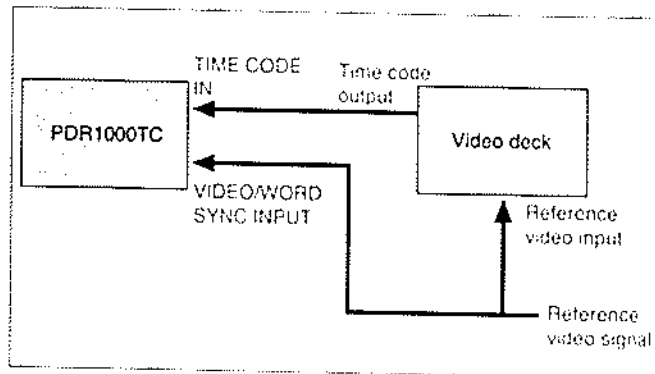 TIME CODE
IN
Time code
output
PDR1000TC
Video deck
VIDEO/WORD
SYNC INPUT
Reference
video input
Reference
video signal